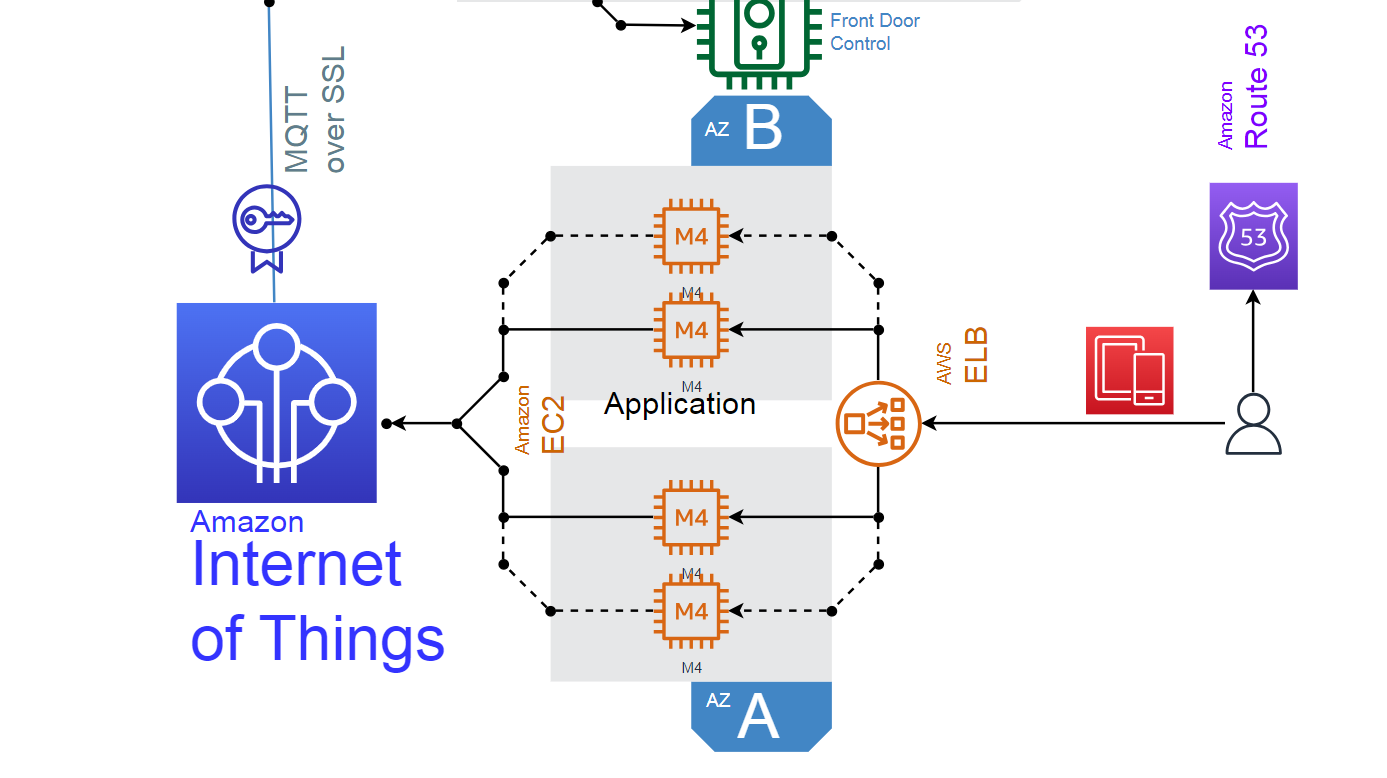 Front Door
Control
MQTT
over SSL
AZ B
Amazon
Route 53
53
M4
M4
M4
M4
Application
Amazon
EC2
AWS
ELB
Amazon
Internet
of Things
M4
M4
M4
M4
AZ A